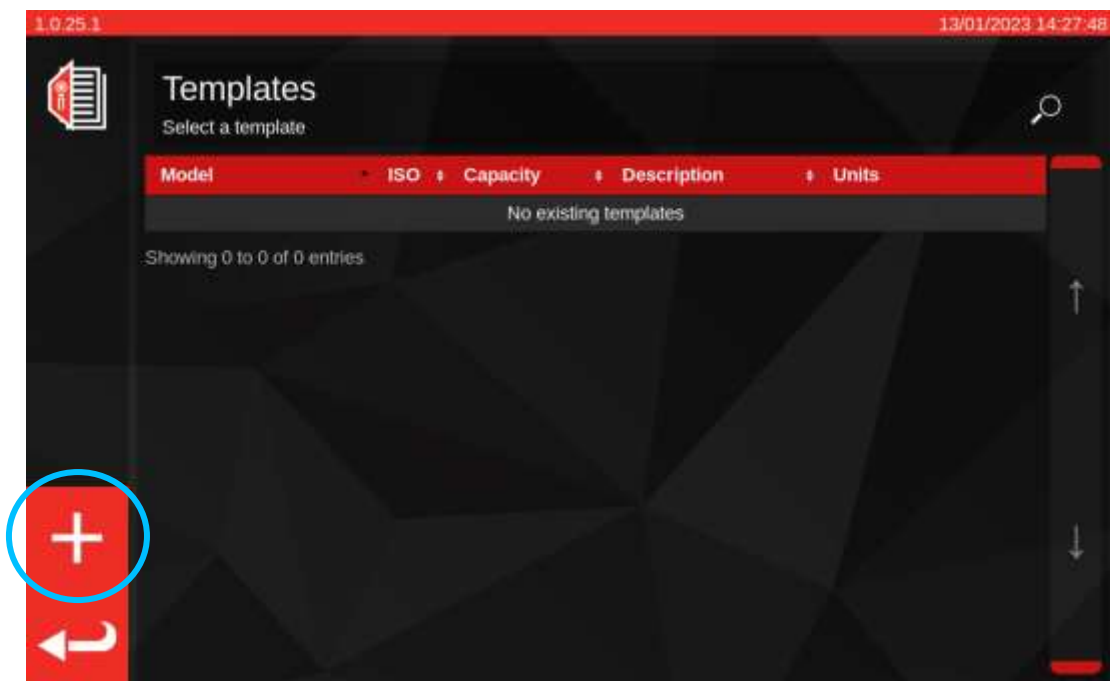 1.0.25.1 13/01/2023 14:27:48
Templates
Select a template
Model ISO Capacity Description Units
No existing templates
Showing 0 to 0 of 0 entries